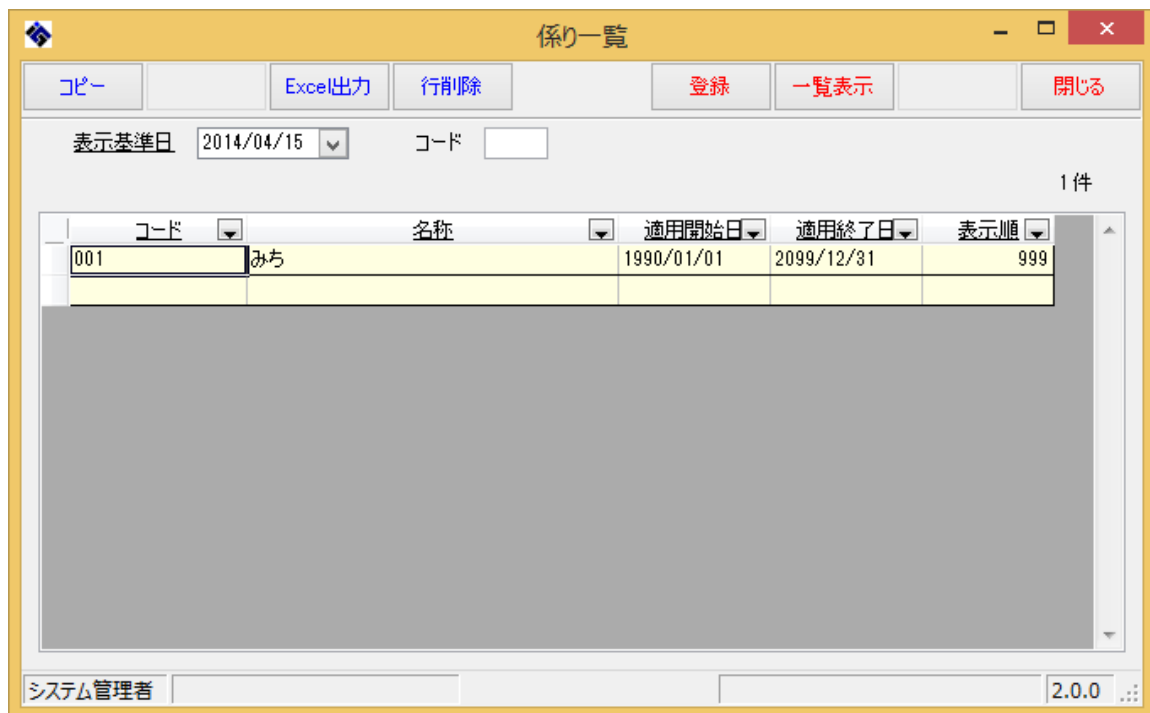 係り一覧
コピー Excel出力 行削除 登録 一覧表示 閉じる
表示基準日 2014/04/15 コード
1件
コード 名称 適用開始日 適用終了日 表示順
001 みち 1990/01/01 2099/12/31 999
システム管理者 2.0.0